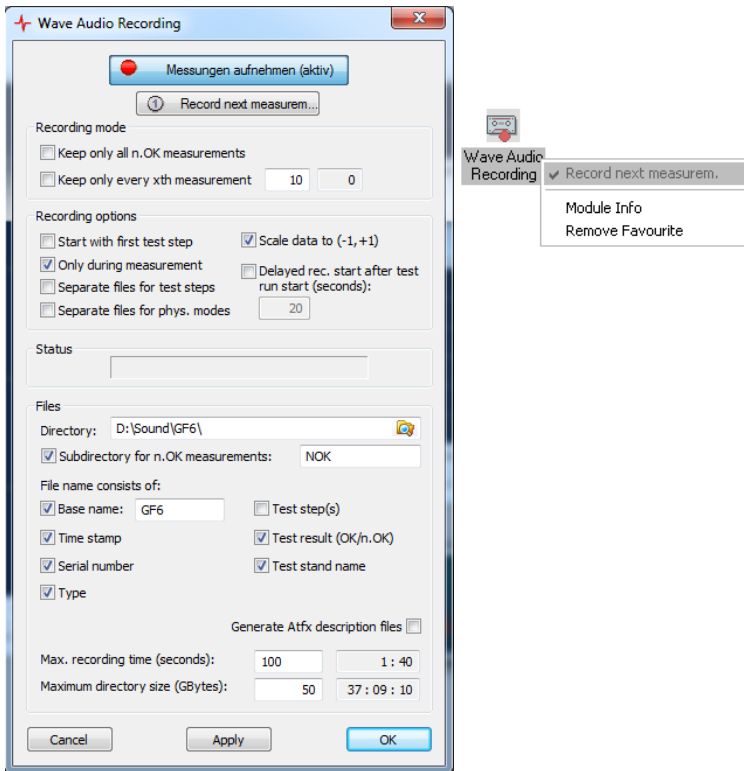 Wave Audio Recording
Messungen aufnehmen (aktiv)
1 Record next measurem...
Recording mode
Keep only all n.OK measurements
Keep only every xth measurement 10 0
Recording options
Start with first test step
Only during measurement
Separate files for test steps
Separate files for phys. modes
Scale data to (-1,+1)
Delayed rec. start after test
run start (seconds):
20
Status
Files
Directory: D:\Sound\GF6\
Subdirectory for n.OK measurements: NOK
File name consists of:
Base name: GF6
Test step(s)
Time stamp
Test result (OK/n.OK)
Serial number
Test stand name
Type
Generate Atfx description files
Max. recording time (seconds): 100 1 : 40
Maximum directory size (GBytes): 50 37 : 09 : 10
Cancel
Apply
OK
Wave Audio
Recording
Record next measurem.
Module Info
Remove Favourite